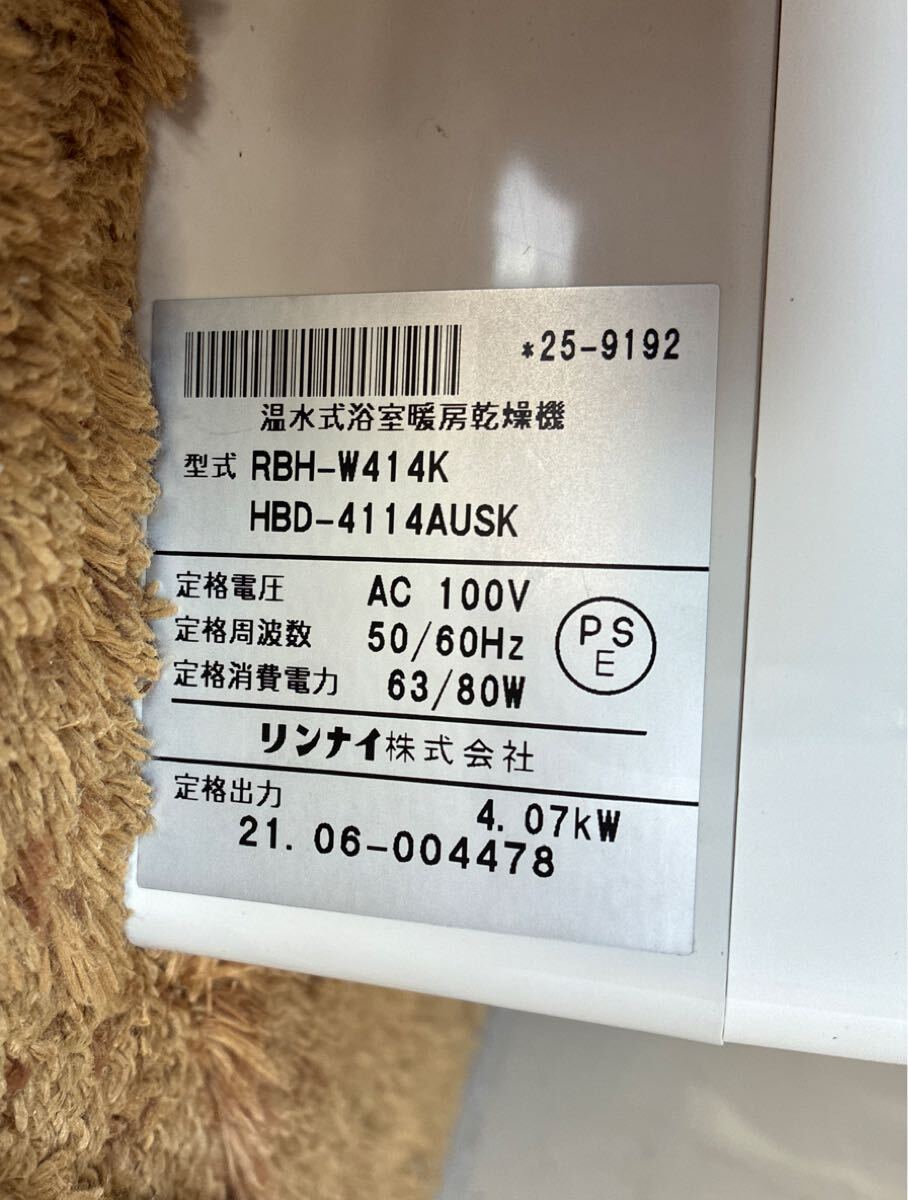 *25-9192
温水式浴室暖房乾燥機
型式 RBH-W414K
HBD-4114AUSK
定格電圧 AC 100V
定格周波数 50/60Hz
定格消費電力 63/80W
PS
E
リンナイ株式会社
定格出力 4.07kW
21.06-004478